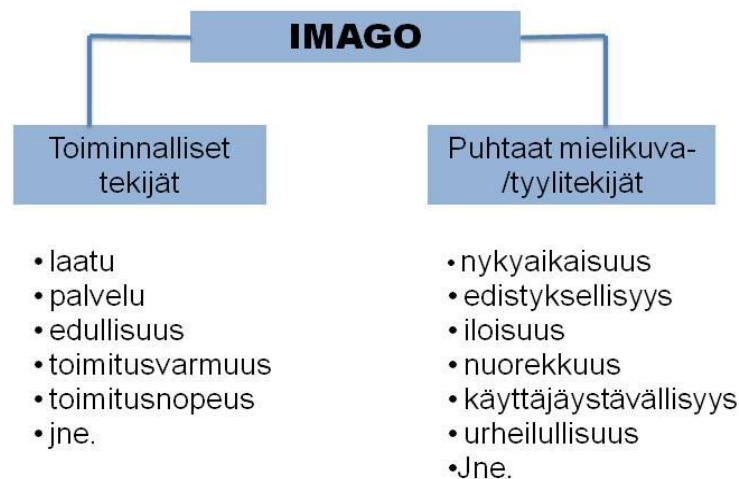 IMAGO
Toiminnalliset
tekijät
• laatu
• palvelu
• edullisuus
• toimitusvarmuus
• toimitusnopeus
• jne.
Puhtaat mielikuva-
/tyylitekijät
• nykyaikaisuus
• edistyksellisyys
• iloisuus
• nuorekkuus
• käyttäjäystävällisyys
• urheilullisuus
•Jne.